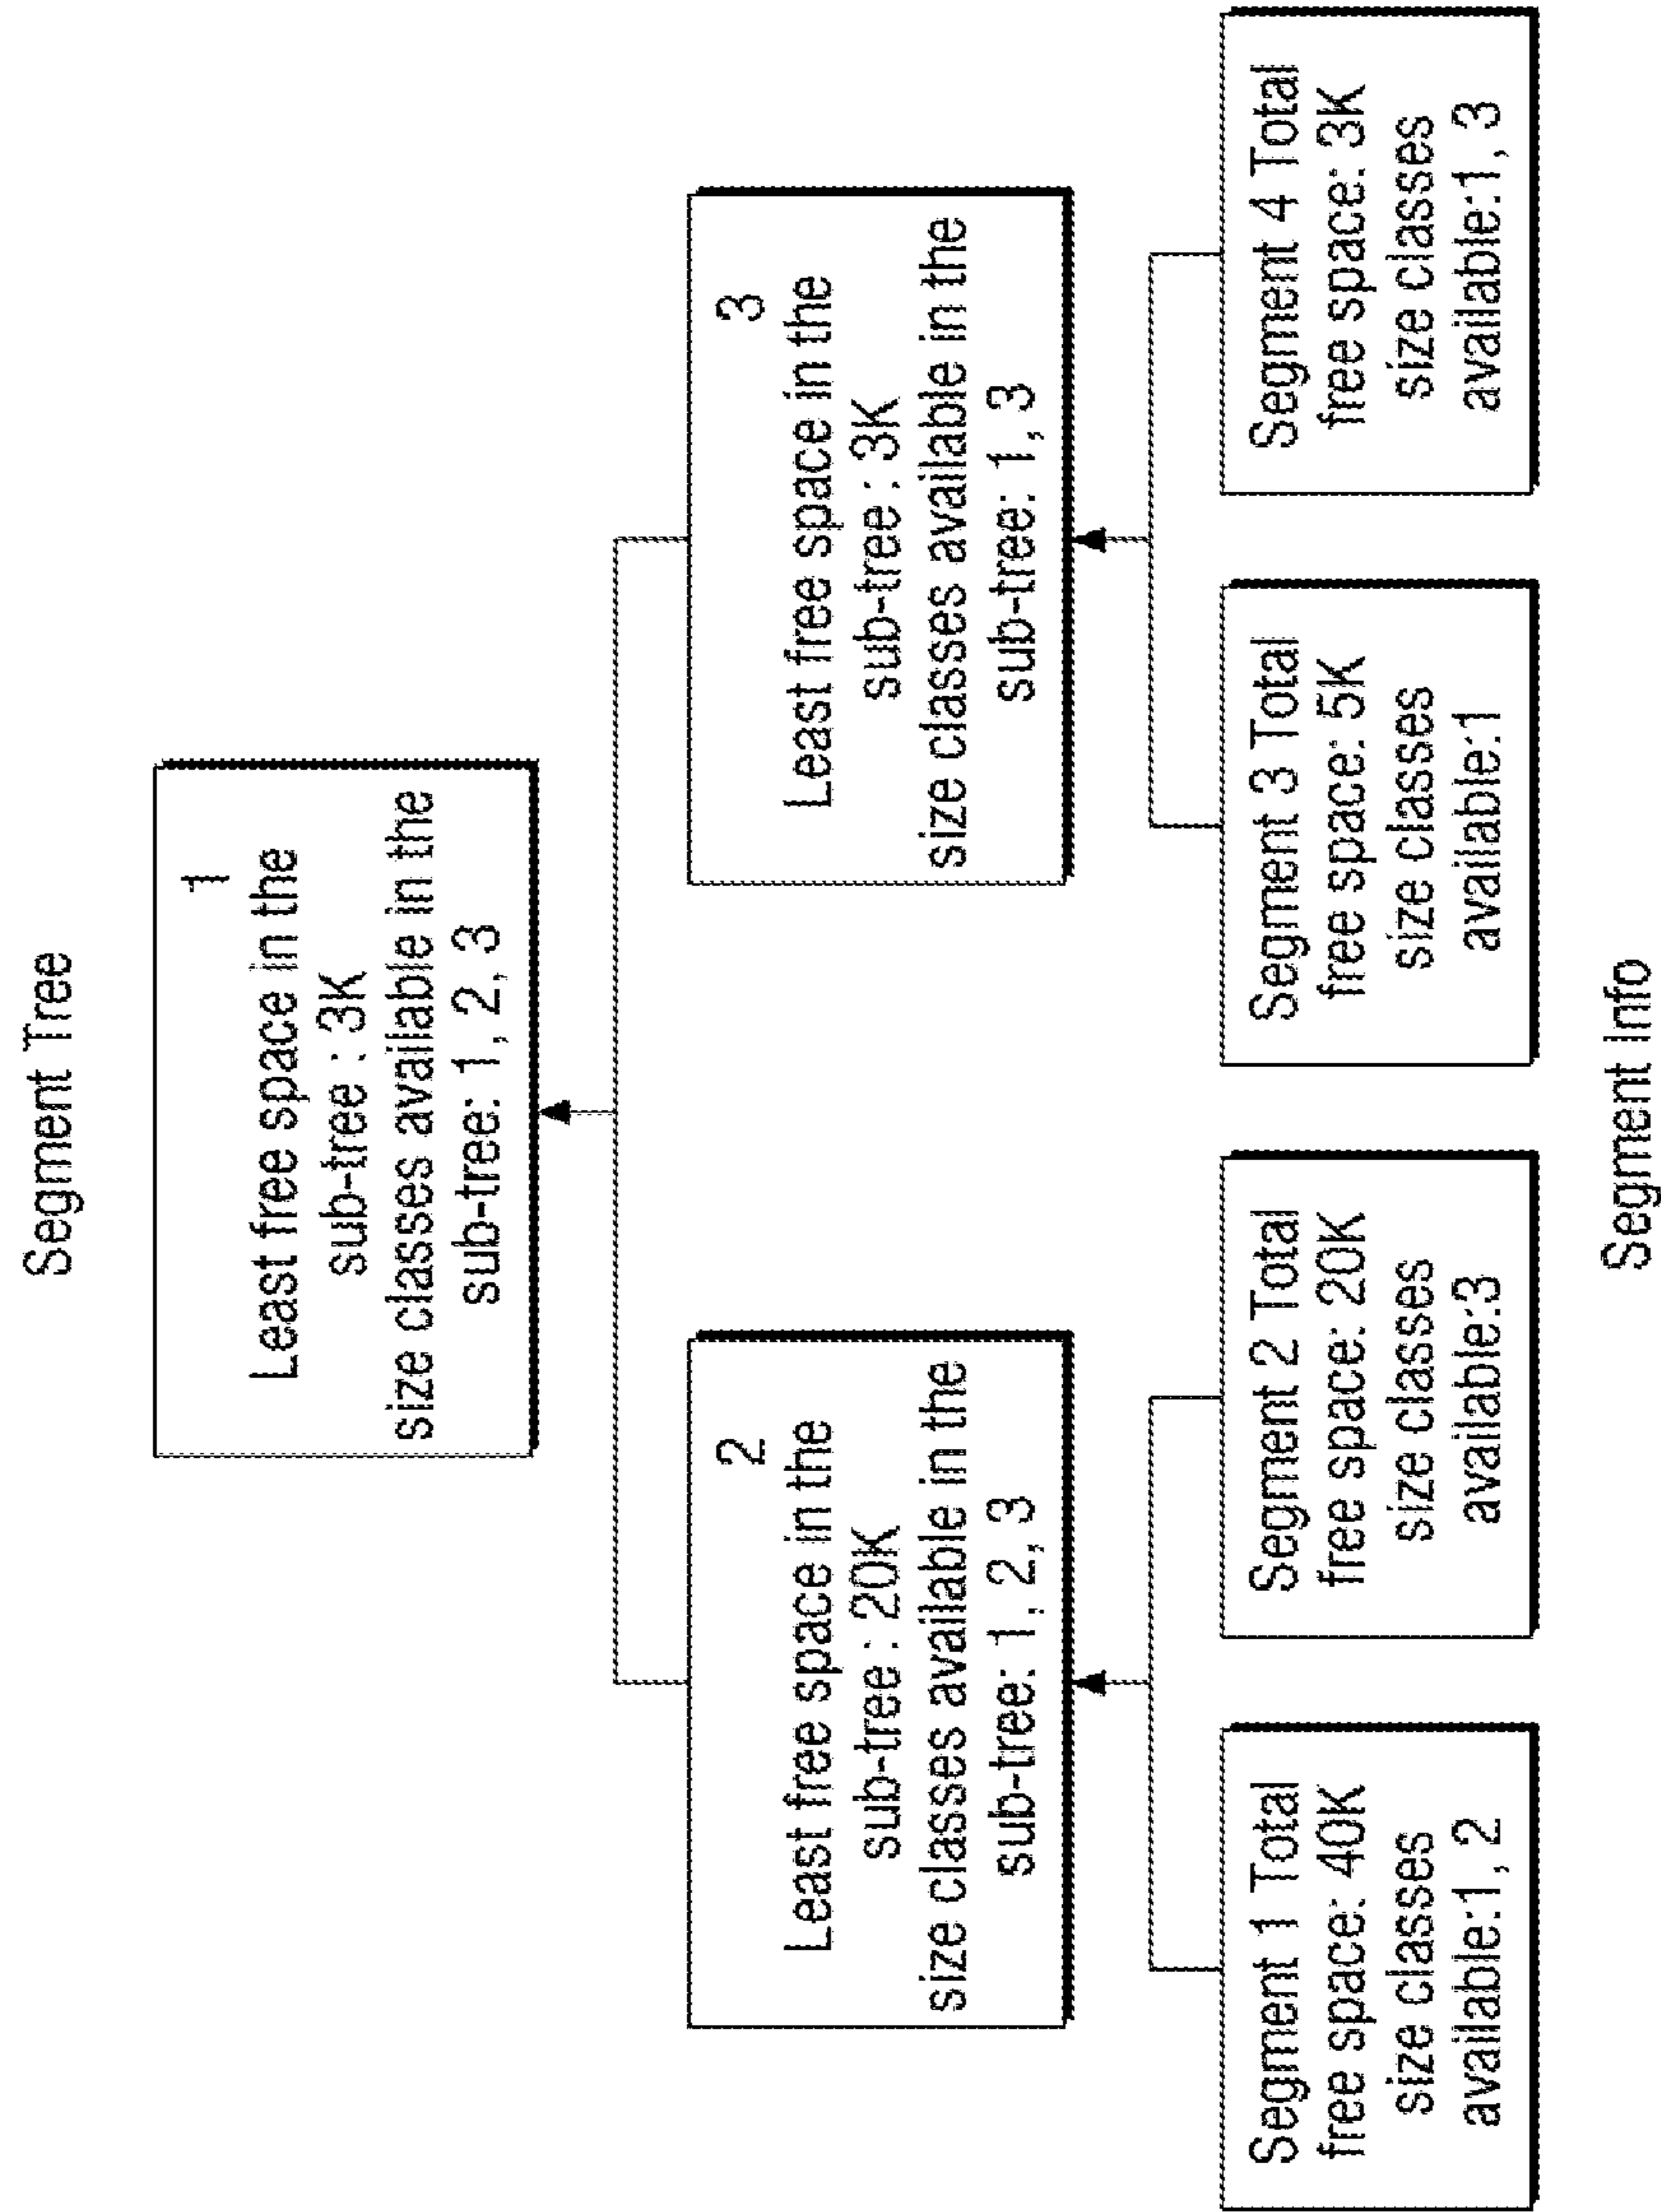 Segment Tree
1
Least free space in the
sub-tree : 3K
size classes available in the
sub-tree: 1, 2, 3
2
Least free space in the
sub-tree : 20K
size classes available in the
sub-tree: 1, 2, 3
3
Least free space in the
sub-tree : 3K
size classes available in the
sub-tree: 1, 3
Segment 1 Total
free space: 40K
size classes
available:1, 2
Segment 2 Total
free space: 20K
size classes
available:3
Segment 3 Total
free space: 5K
size classes
available:1
Segment 4 Total
free space: 3K
size classes
available:1, 3
Segment Info